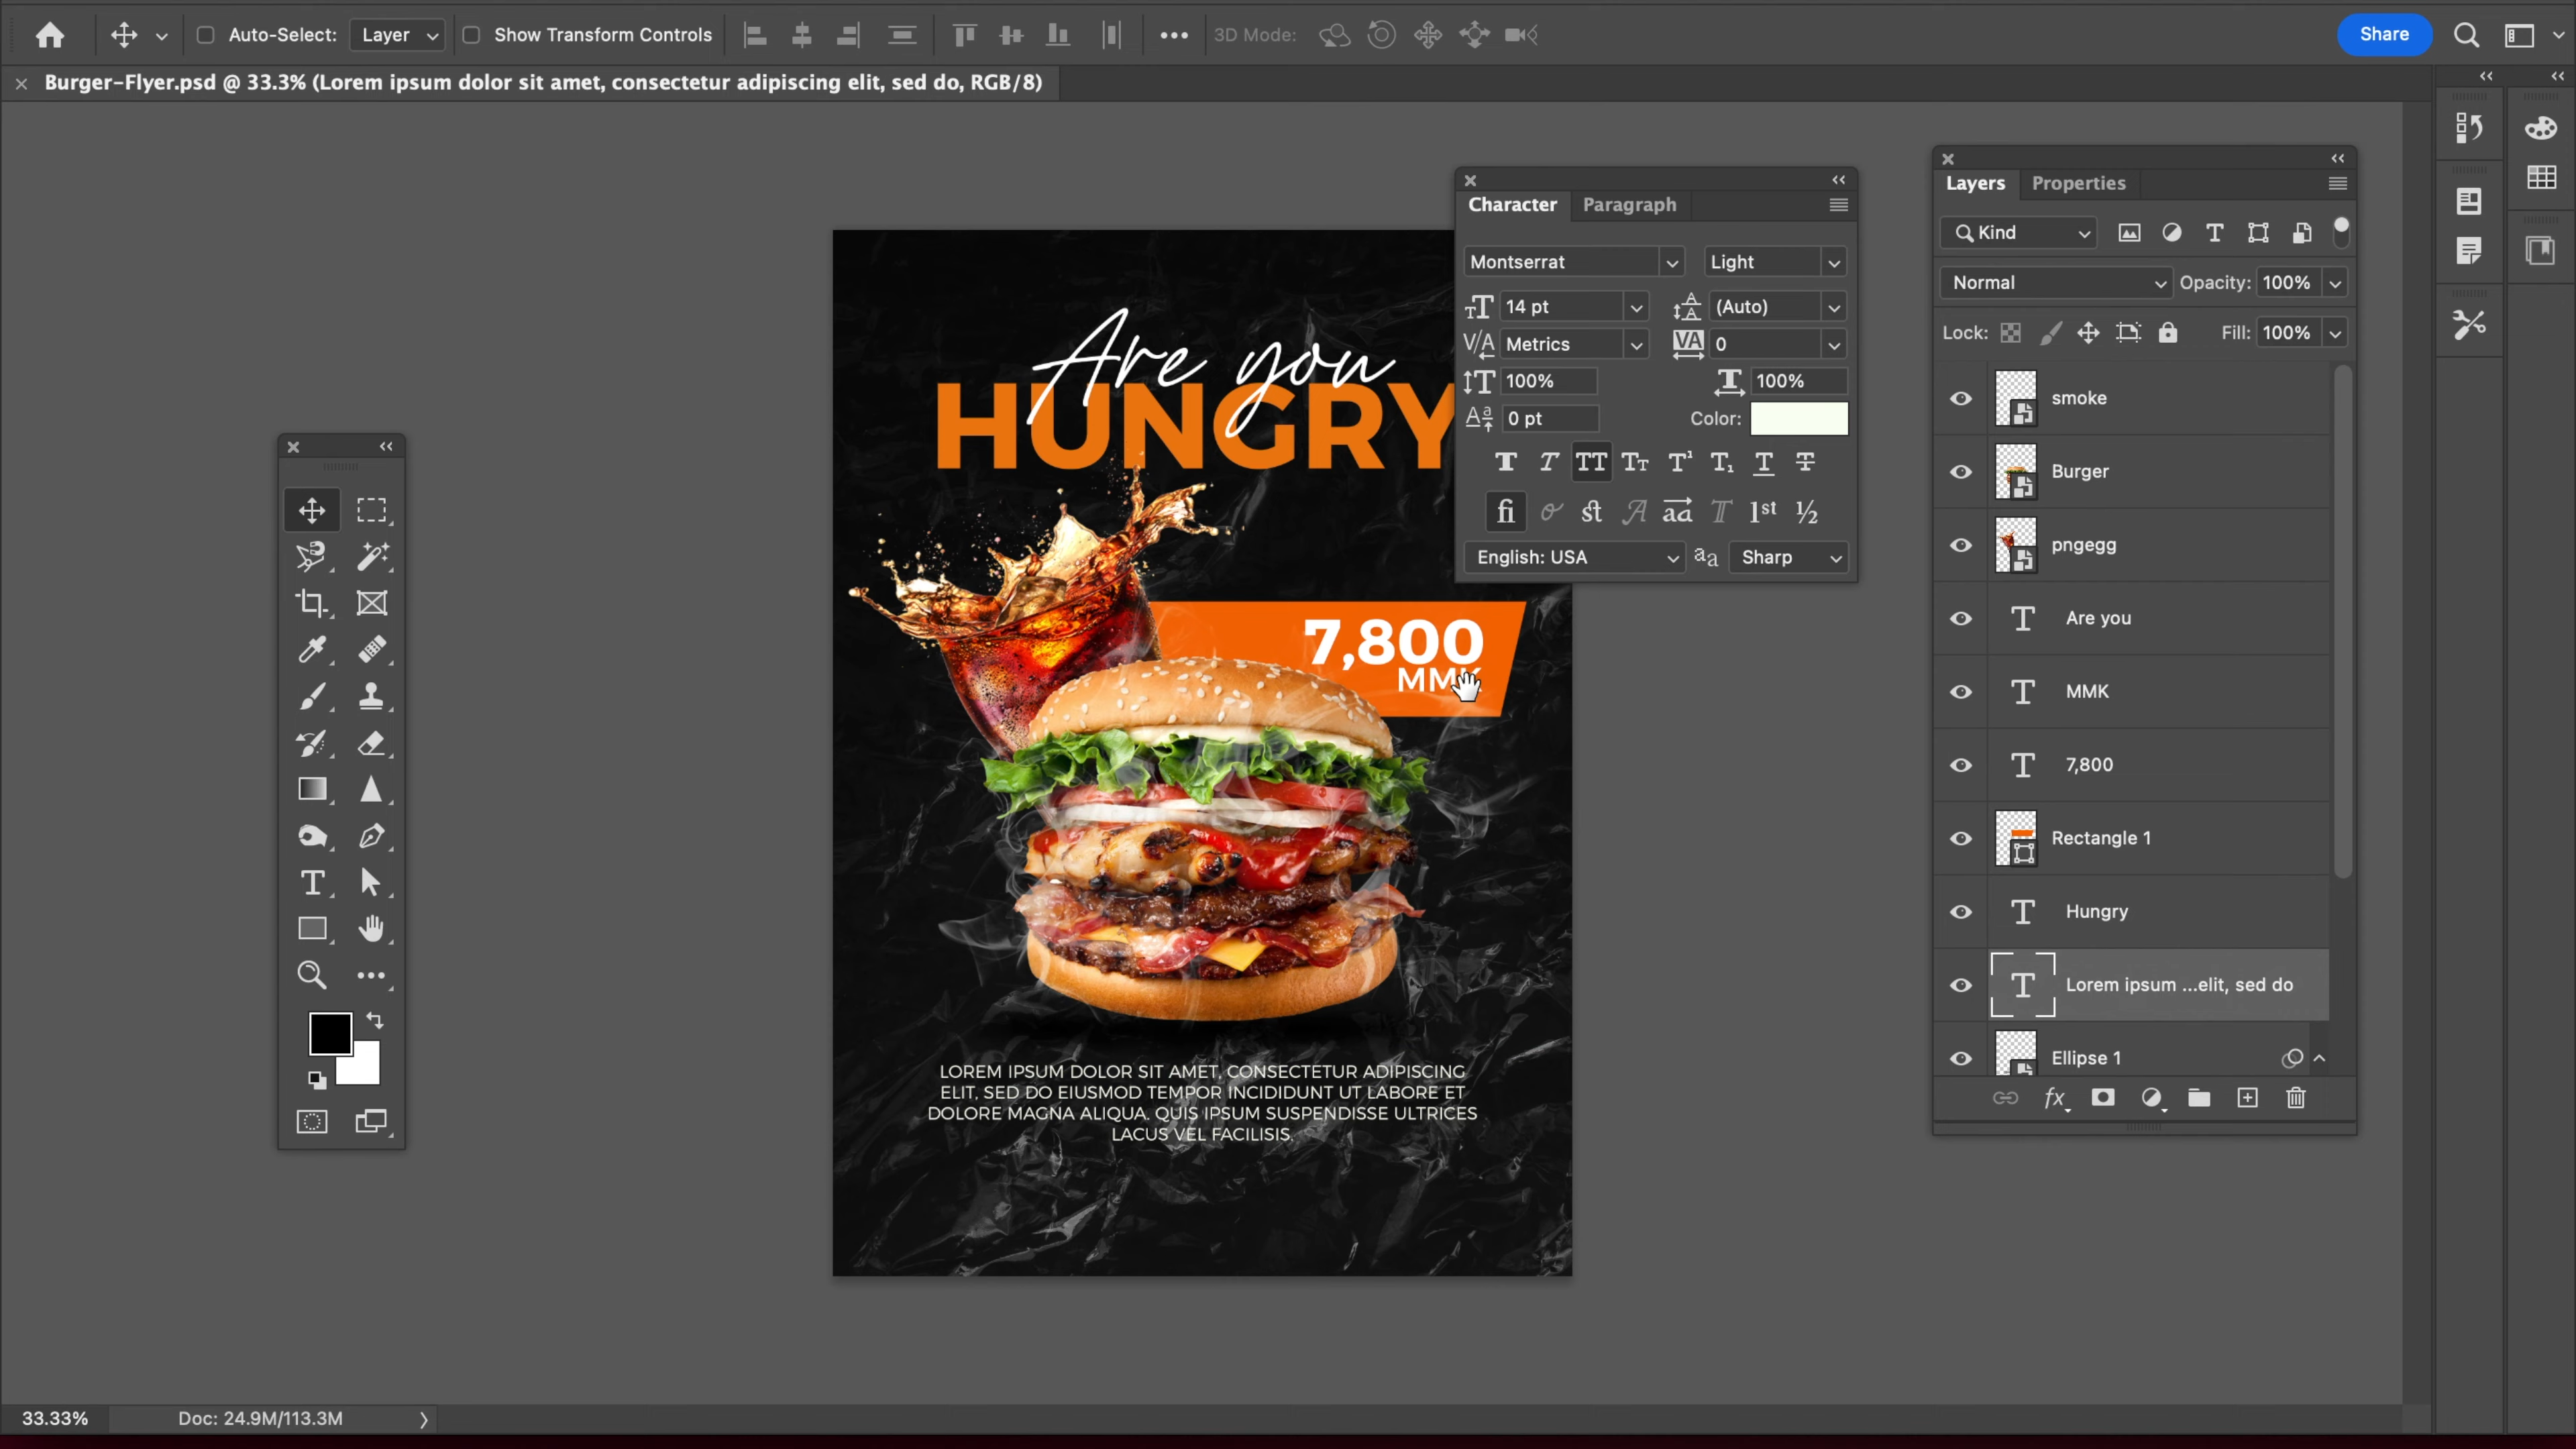 Auto-Select:
Layer
Show Transform Controls
3D Mode:
Share
Burger-Flyer.psd @ 33.3% (Lorem ipsum dolor sit amet, consectetur adipiscing elit, sed do, RGB/8)
Are you
HUNGRY
7,800
MMK
LOREM IPSUM DOLOR SIT AMET, CONSECTETUR ADIPISCING
ELIT, SED DO EIUSMOD TEMPOR INCIDIDUNT UT LABORE ET
DOLORE MAGNA ALIQUA. QUIS IPSUM SUSPENDISSE ULTRICES
LACUS VEL FACILISIS.
Character
Paragraph
Montserrat
Light
14 pt
(Auto)
Metrics
0
100%
100%
0 pt
Color:
English: USA
Sharp
Layers
Properties
Kind
Normal
Opacity: 100%
Lock:
Fill: 100%
smoke
Burger
pngegg
Are you
MMK
7,800
Rectangle 1
Hungry
Lorem ipsum ...elit, sed do
Ellipse 1
fx
33.33%
Doc: 24.9M/113.3M